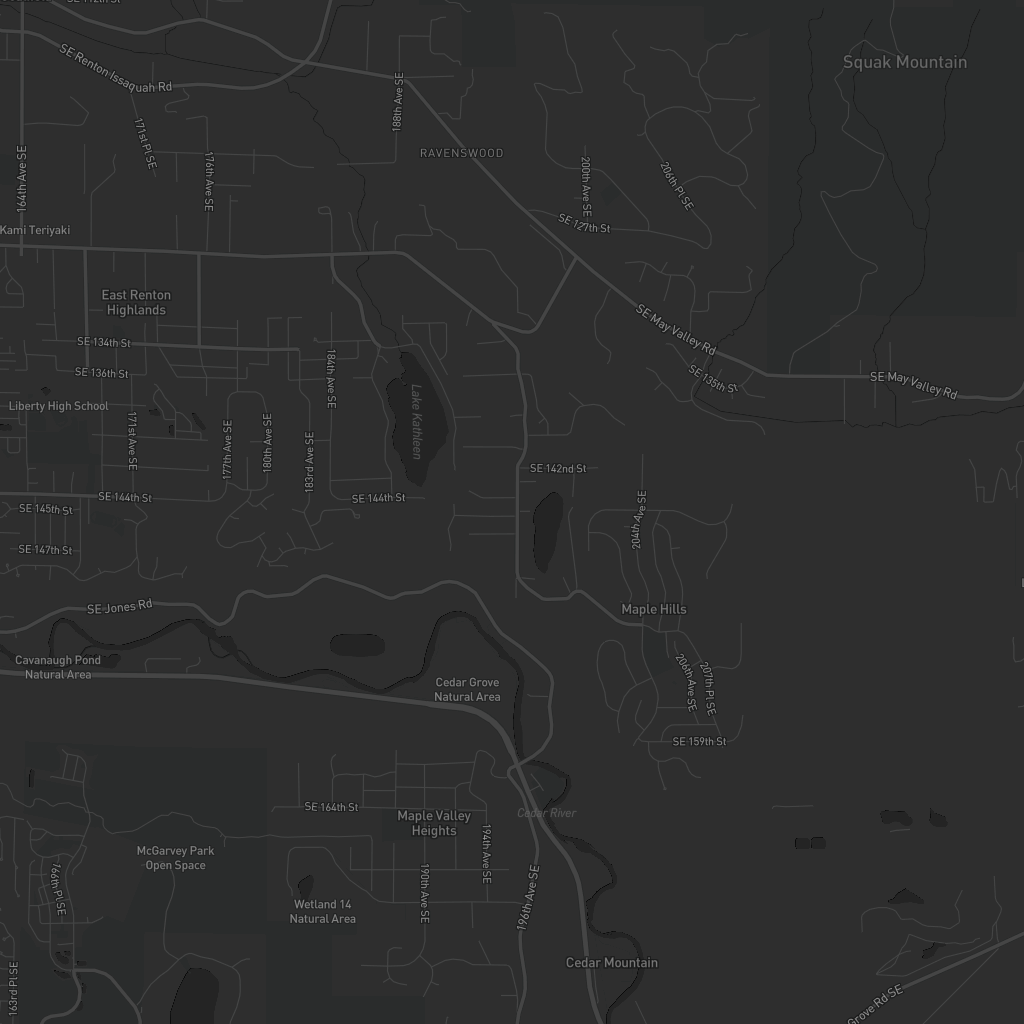 SE 112th St
SE Renton Issaquah Rd
Squak Mountain
188th Ave SE
171st Pl SE
RAVENSWOOD
164th Ave SE
176th Ave SE
200th Ave SE
206th Pl SE
SE 127th St
Kami Teriyaki
East Renton
Highlands
SE May Valley Rd
SE 134th St
SE 136th St
184th Ave SE
SE 135th St
SE May Valley Rd
Liberty High School
Lake Kathleen
171st Ave SE
177th Ave SE
180th Ave SE
183rd Ave SE
SE 142nd St
SE 144th St
SE 144th St
SE 145th St
204th Ave SE
SE 147th St
SE Jones Rd
Maple Hills
Cavanaugh Pond
Natural Area
206th Ave SE
207th Pl SE
Cedar Grove
Natural Area
SE 159th St
SE 164th St
Maple Valley
Heights
Cedar River
McGarvey Park
Open Space
194th Ave SE
166th Pl SE
190th Ave SE
196th Ave SE
Wetland 14
Natural Area
Cedar Mountain
163rd Pl SE
Grove Rd SE